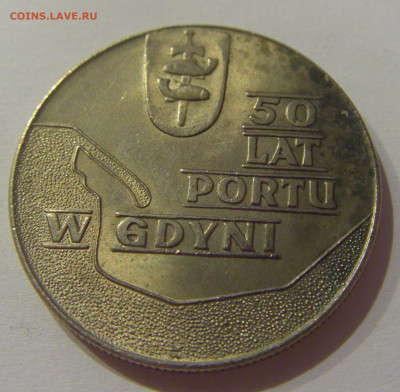 COINS.LAVE.RU
50
LAT
PORTU
W GDYNI